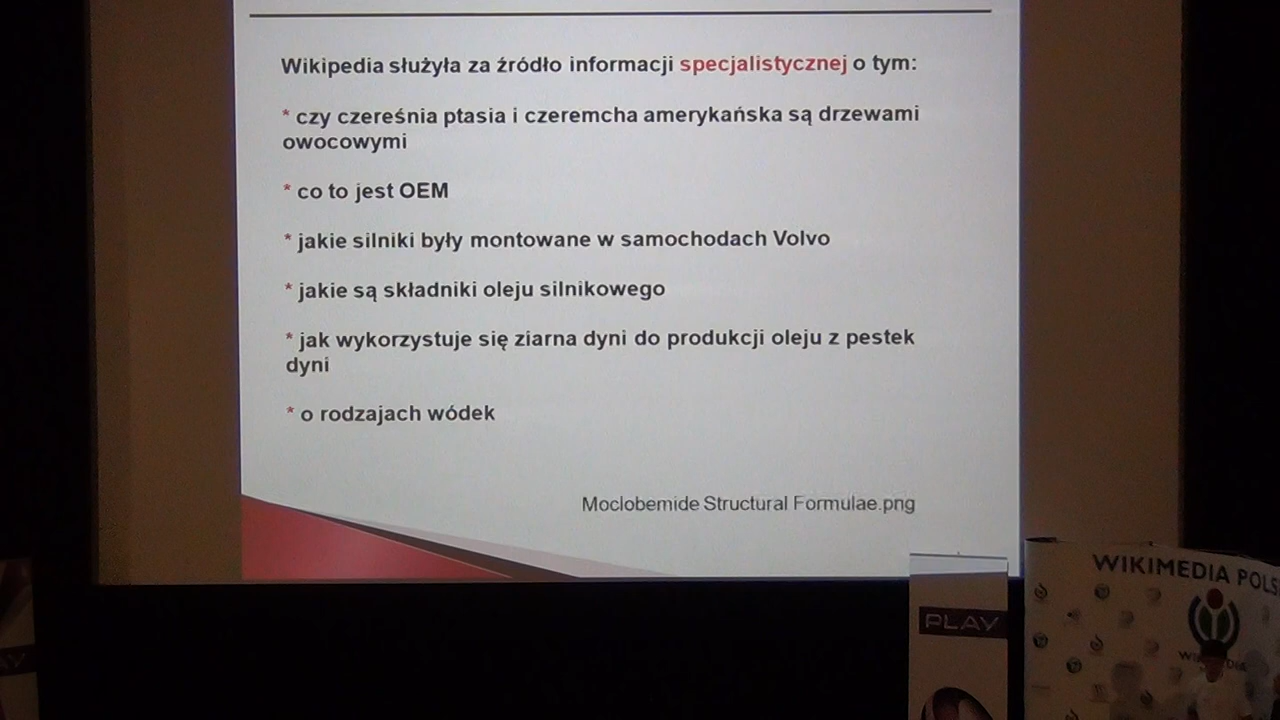 Wikipedia służyła za źródło informacji specjalistycznej o tym:
* czy czereśnia ptasia i czeremcha amerykańska są drzewami
owocowymi
* co to jest OEM
* jakie silniki były montowane w samochodach Volvo
* jakie są składniki oleju silnikowego
* jak wykorzystuje się ziarna dyni do produkcji oleju z pestek
dyni
* o rodzajach wódek
Moclobemide Structural Formulae.png
WIKIMEDIA POLS
PLAY